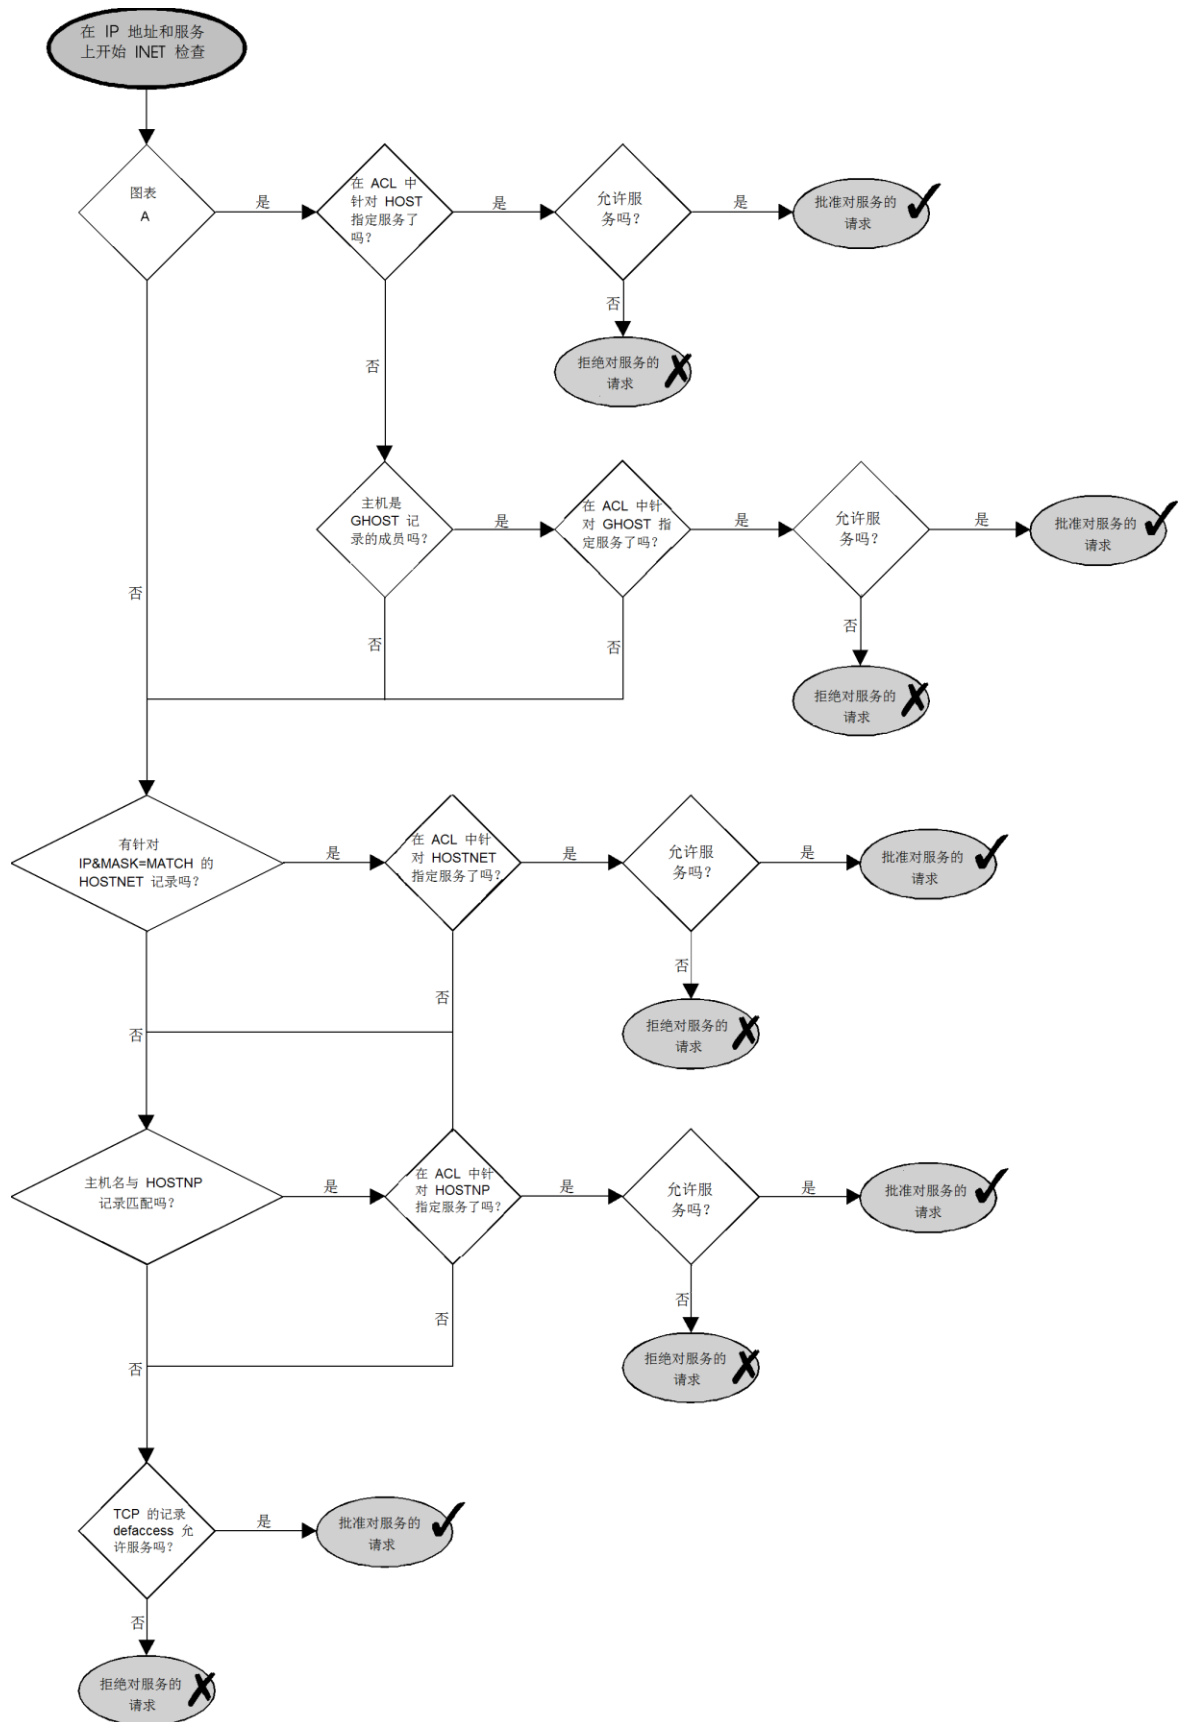 在 IP 地址和服务
上开始 INET 检查
图表
A
是
在 ACL 中
针对 HOST
指定服务了
吗？
是
允许服
务吗？
是
批准对服务的
请求
否
拒绝对服务的
请求
否
主机是
GHOST 记
录的成员吗？
是
在 ACL 中针
对 GHOST 指
定服务了吗？
是
允许服
务吗？
是
批准对服务的
请求
否
否
否
否
拒绝对服务的
请求
有针对
IP&MASK=MATCH 的
HOSTNET 记录吗？
是
在 ACL 中针
对 HOSTNET
指定服务了吗？
是
允许服
务吗？
是
批准对服务的
请求
否
否
否
拒绝对服务的
请求
主机名与 HOSTNP
记录匹配吗？
是
在 ACL 中针
对 HOSTNP
指定服务了吗？
是
允许服
务吗？
是
批准对服务的
请求
否
否
否
拒绝对服务的
请求
TCP 的记录
defaccess 允
许服务吗？
是
批准对服务的
请求
否
拒绝对服务的
请求